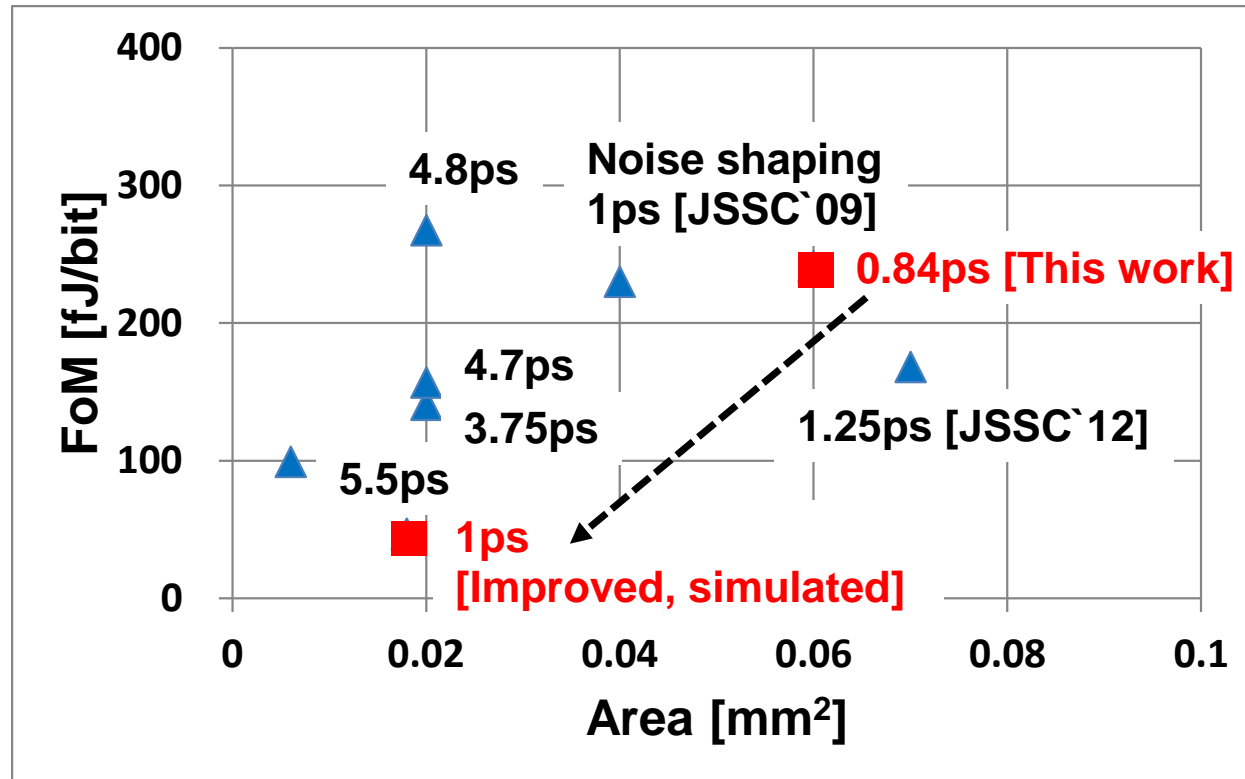 FoM [fJ/bit]
400
300
200
100
0
4.8ps
Noise shaping
1ps [JSSC`09]
0.84ps [This work]
4.7ps
3.75ps
1.25ps [JSSC`12]
5.5ps
1ps
[Improved, simulated]
0 0.02 0.04 0.06 0.08 0.1
Area [mm²]